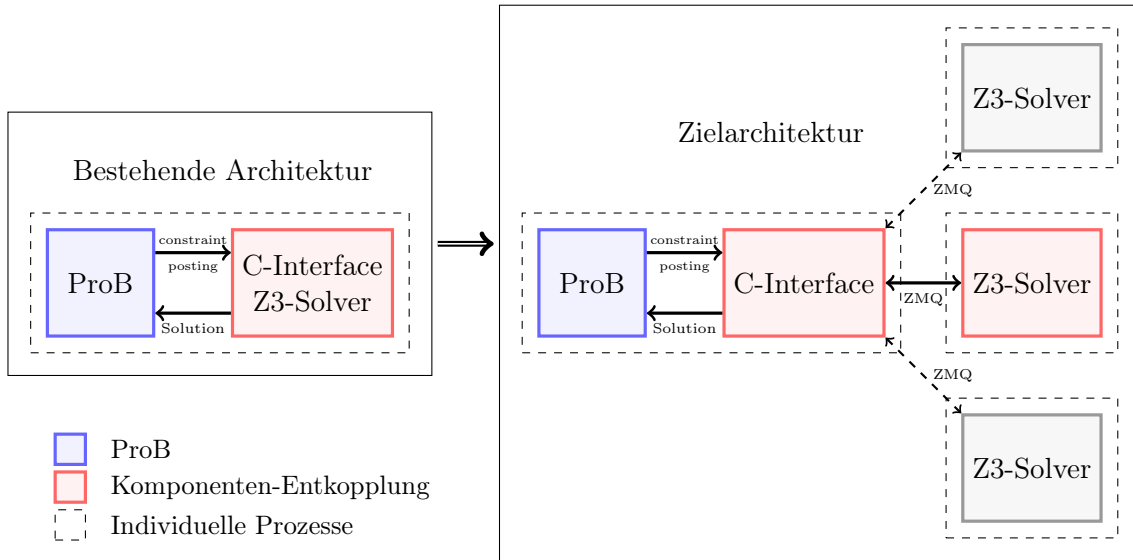 Bestehende Architektur
ProB
constraint
posting
Solution
C-Interface
Z3-Solver
Zielarchitektur
ProB
constraint
posting
Solution
C-Interface
ZMQ
Z3-Solver
ZMQ
Z3-Solver
ZMQ
Z3-Solver
ProB
Komponenten-Entkopplung
Individuelle Prozesse